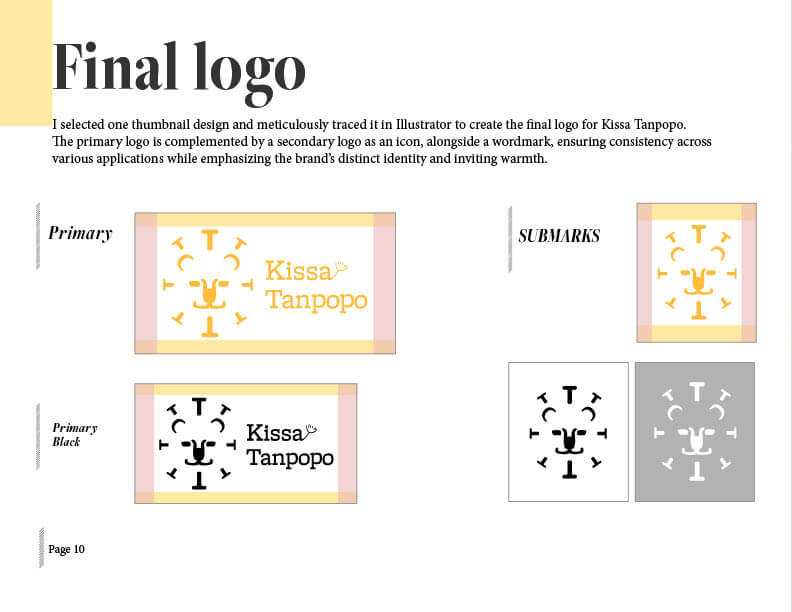 Final logo
I selected one thumbnail design and meticulously traced it in Illustrator to create the final logo for Kissa Tanpopo.
The primary logo is complemented by a secondary logo as an icon, alongside a wordmark, ensuring consistency across
various applications while emphasizing the brand's distinct identity and inviting warmth.
Primary
Kissa
Tanpopo
SUBMARKS
Primary
Black
Kissa
Tanpopo
Page 10